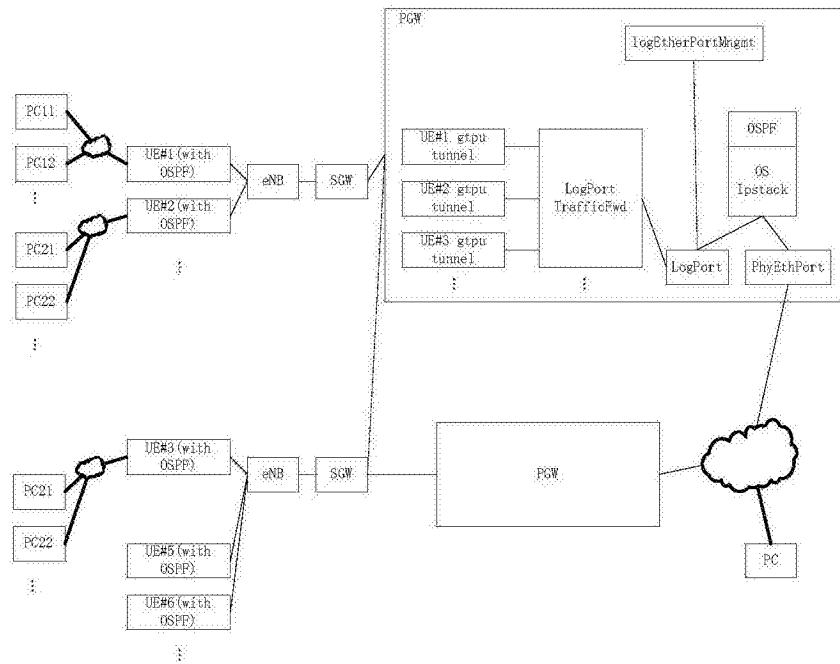 PGW
logEtherPortMngmt
PC11
PC12
⋮
UE#1(with
OSPF)
UE#2(with
OSPF)
⋮
eNB
SGW
UE#1 gtpu
tunnel
UE#2 gtpu
tunnel
UE#3 gtpu
tunnel
⋮
LogPort
TrafficFwd
⋮
OSPF
OS
Ipstack
LogPort
PhyEthPort
PC21
PC22
⋮
UE#3(with
OSPF)
eNB
SGW
PGW
PC21
PC22
⋮
UE#5(with
OSPF)
UE#6(with
OSPF)
⋮
PC